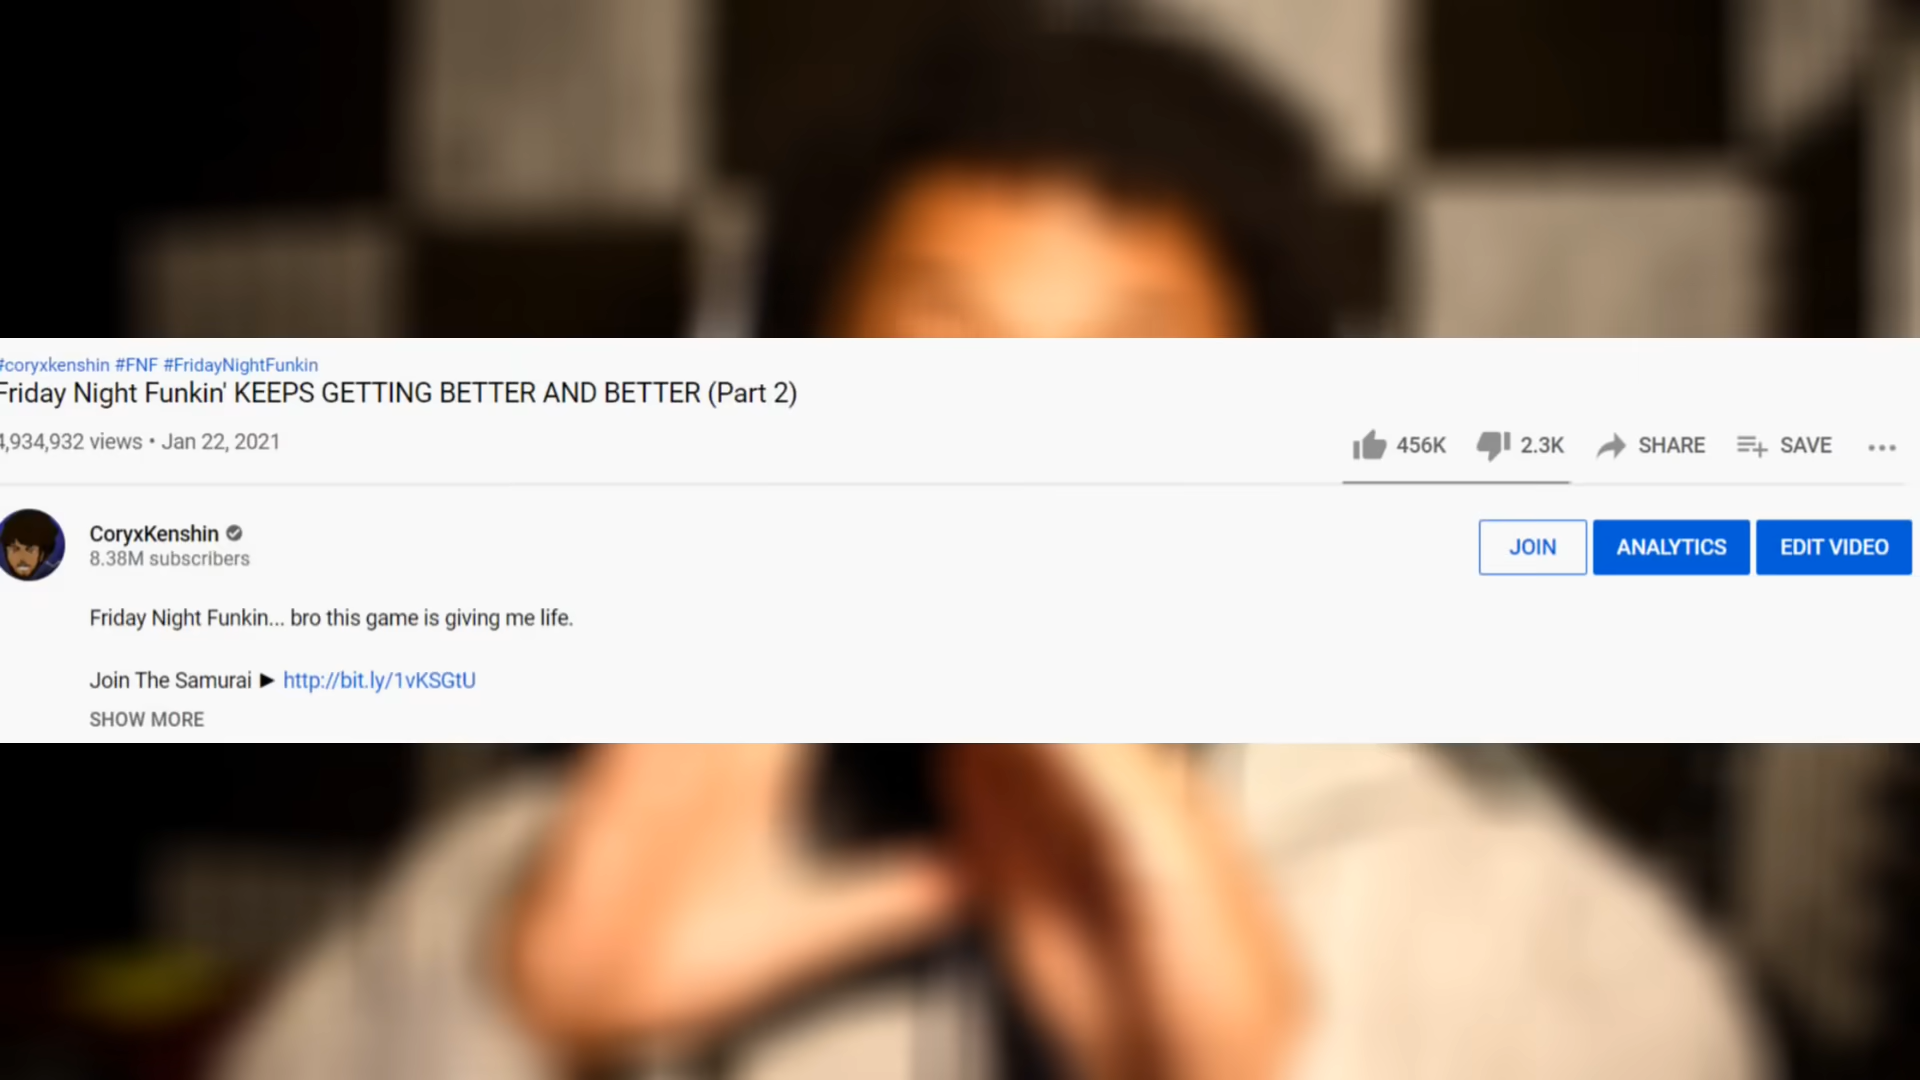 #coryxkenshin #FNF #FridayNightFunkin
Friday Night Funkin' KEEPS GETTING BETTER AND BETTER (Part 2)
4,934,932 views • Jan 22, 2021
456K 2.3K SHARE SAVE ...
CoryxKenshin
8.38M subscribers
JOIN ANALYTICS EDIT VIDEO
Friday Night Funkin... bro this game is giving me life.
Join The Samurai ► http://bit.ly/1vKSGtU
SHOW MORE